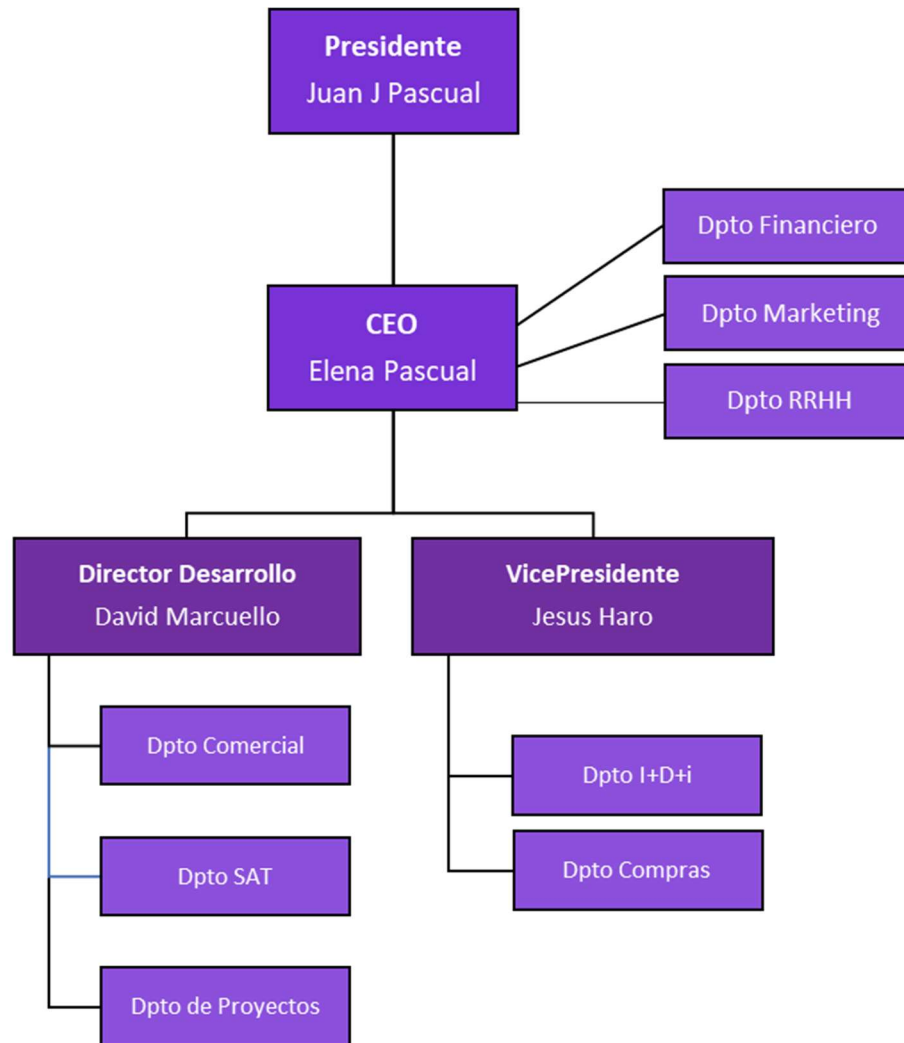 Presidente
Juan J Pascual
CEO
Elena Pascual
Dpto Financiero
Dpto Marketing
Dpto RRHH
Director Desarrollo
David Marcuello
Dpto Comercial
Dpto SAT
Dpto de Proyectos
VicePresidente
Jesus Haro
Dpto I+D+i
Dpto Compras